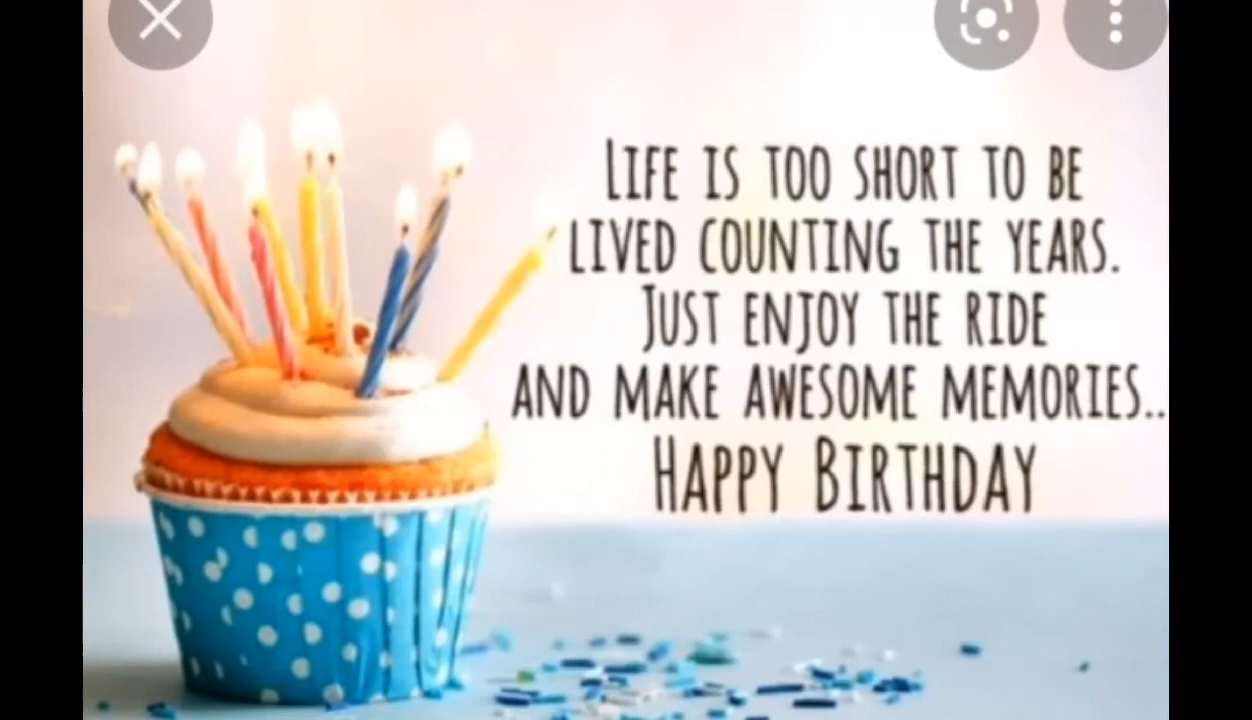 LIFE IS TOO SHORT TO BE
LIVED COUNTING THE YEARS.
JUST ENJOY THE RIDE
AND MAKE AWESOME MEMORIES..
HAPPY BIRTHDAY